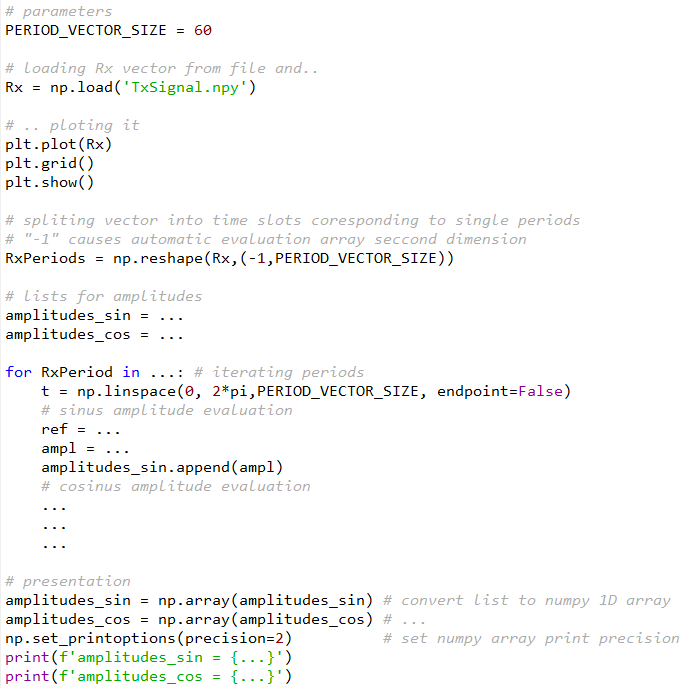 # parameters
PERIOD_VECTOR_SIZE = 60
# loading Rx vector from file and..
Rx = np.load('TxSignal.npy')
# .. ploting it
plt.plot(Rx)
plt.grid()
plt.show()
# spliting vector into time slots coresponding to single periods
# "-1" causes automatic evaluation array seccond dimension
RxPeriods = np.reshape(Rx,(-1,PERIOD_VECTOR_SIZE))
# lists for amplitudes
amplitudes_sin = ...
amplitudes_cos = ...
for RxPeriod in ...: # iterating periods
    t = np.linspace(0, 2*pi,PERIOD_VECTOR_SIZE, endpoint=False)
    # sinus amplitude evaluation
    ref = ...
    ampl = ...
    amplitudes_sin.append(ampl)
    # cosinus amplitude evaluation
    ...
    ...
    ...
# presentation
amplitudes_sin = np.array(amplitudes_sin) # convert list to numpy 1D array
amplitudes_cos = np.array(amplitudes_cos) # ...
np.set_printoptions(precision=2)          # set numpy array print precision
print(f'amplitudes_sin = {...}')
print(f'amplitudes_cos = {...}')